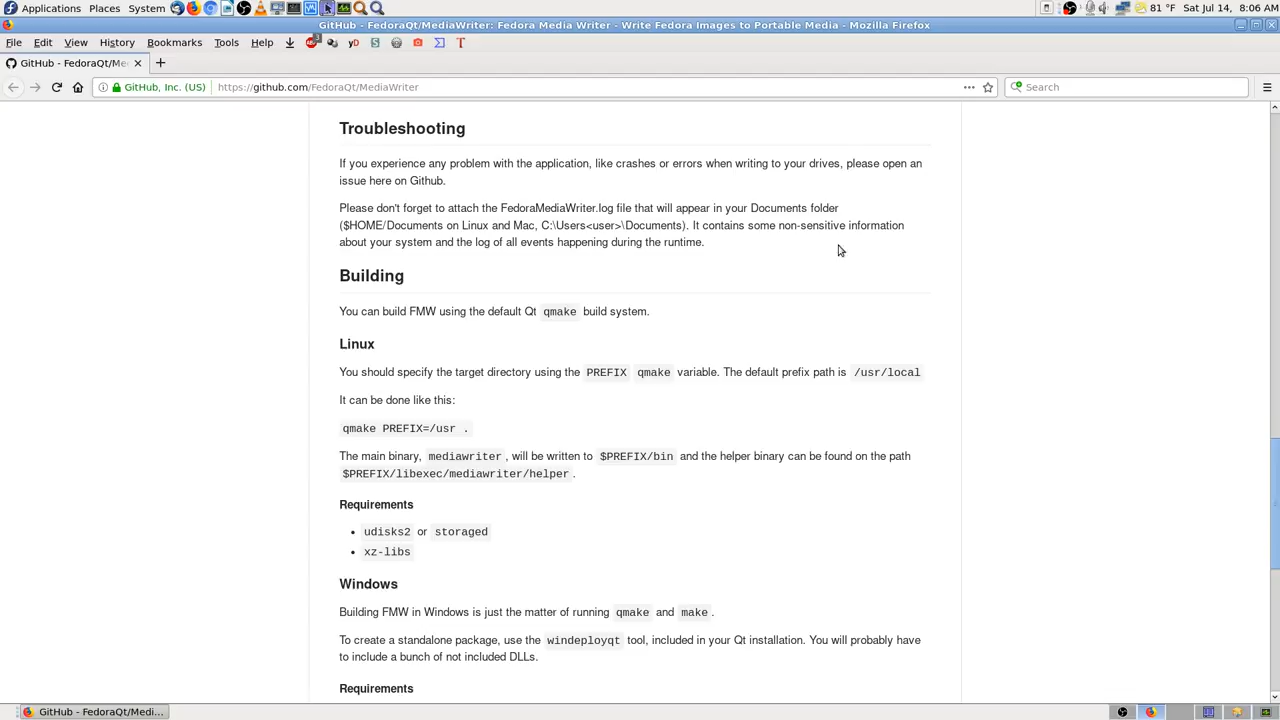 Applications Places System 81 °F Sat Jul 14, 8:06 AM
GitHub - FedoraQt/MediaWriter: Fedora Media Writer - Write Fedora Images to Portable Media - Mozilla Firefox
File Edit View History Bookmarks Tools Help
GitHub - FedoraQt/Me
GitHub, Inc. (US) https://github.com/FedoraQt/MediaWriter Search
Troubleshooting
If you experience any problem with the application, like crashes or errors when writing to your drives, please open an
issue here on Github.
Please don't forget to attach the FedoraMediaWriter.log file that will appear in your Documents folder
($HOME/Documents on Linux and Mac, C:\Users<user>\Documents). It contains some non-sensitive information
about your system and the log of all events happening during the runtime.
Building
You can build FMW using the default Qt qmake build system.
Linux
You should specify the target directory using the PREFIX qmake variable. The default prefix path is /usr/local
It can be done like this:
qmake PREFIX=/usr .
The main binary, mediawriter , will be written to $PREFIX/bin and the helper binary can be found on the path
$PREFIX/libexec/mediawriter/helper .
Requirements
• udisks2 or storaged
• xz-libs
Windows
Building FMW in Windows is just the matter of running qmake and make .
To create a standalone package, use the windeployqt tool, included in your Qt installation. You will probably have
to include a bunch of not included DLLs.
Requirements
GitHub - FedoraQt/Medi...